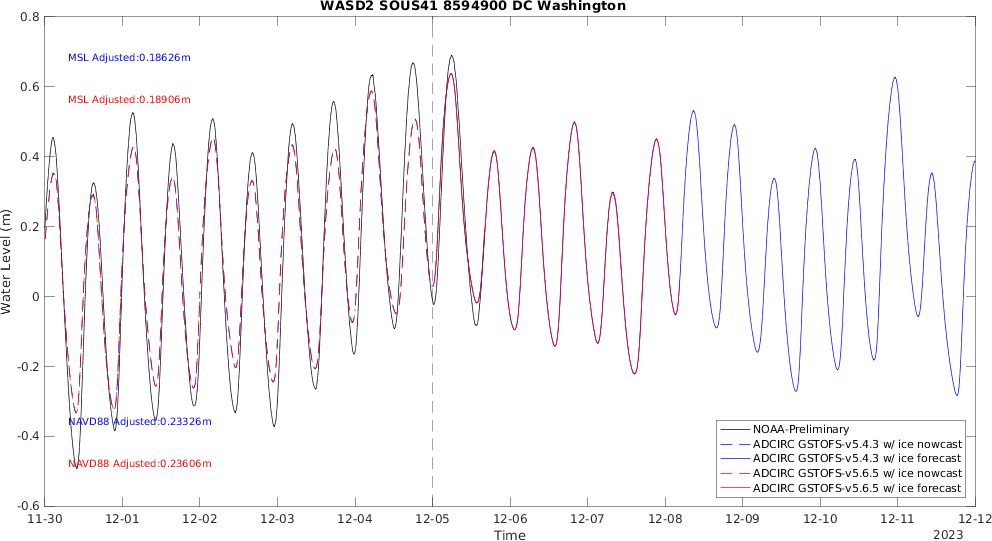 WASD2 SOUS41 8594900 DC Washington
0.8
0.6
0.4
0.2
0
-0.2
-0.4
-0.6
Water Level (m)
MSL Adjusted:0.18626m
MSL Adjusted:0.18906m
NAVD88 Adjusted:0.23326m
NAVD88 Adjusted:0.23606m
NOAA-Preliminary
ADCIRC GSTOFS-v5.4.3 w/ ice nowcast
ADCIRC GSTOFS-v5.4.3 w/ ice forecast
ADCIRC GSTOFS-v5.6.5 w/ ice nowcast
ADCIRC GSTOFS-v5.6.5 w/ ice forecast
11-30 12-01 12-02 12-03 12-04 12-05 12-06 12-07 12-08 12-09 12-10 12-11 12-12
Time
2023